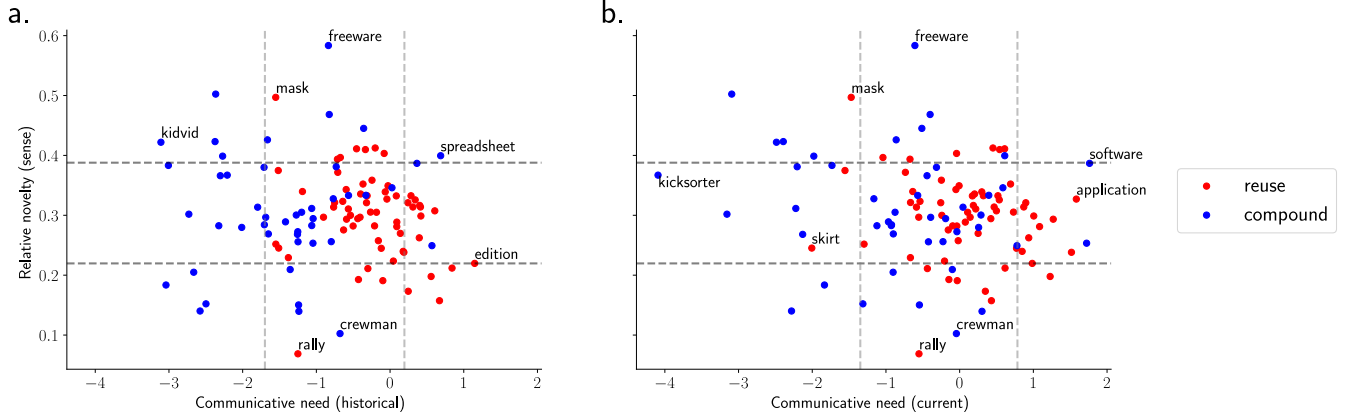 a.
b.
freeware
mask
kidvid
spreadsheet
edition
crewman
rally
0.6
0.5
0.4
0.3
0.2
0.1
Relative novelty (sense)
−4 −3 −2 −1 0 1 2
Communicative need (historical)
freeware
mask
software
kicksorter
application
skirt
crewman
rally
−4 −3 −2 −1 0 1 2
Communicative need (current)
reuse
compound